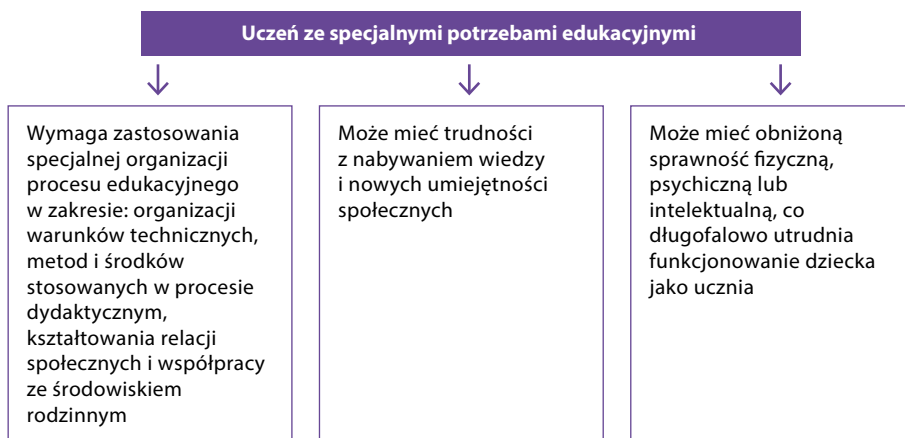 Uczeń ze specjalnymi potrzebami edukacyjnymi
Wymaga zastosowania
specjalnej organizacji
procesu edukacyjnego
w zakresie: organizacji
warunków technicznych,
metod i środków
stosowanych w procesie
dydaktycznym,
kształtowania relacji
społecznych i współpracy
ze środowiskiem
rodzinnym
Może mieć trudności
z nabywaniem wiedzy
i nowych umiejętności
społecznych
Może mieć obniżoną
sprawność fizyczną,
psychiczną lub
intelektualną, co
długofalowo utrudnia
funkcjonowanie dziecka
jako ucznia